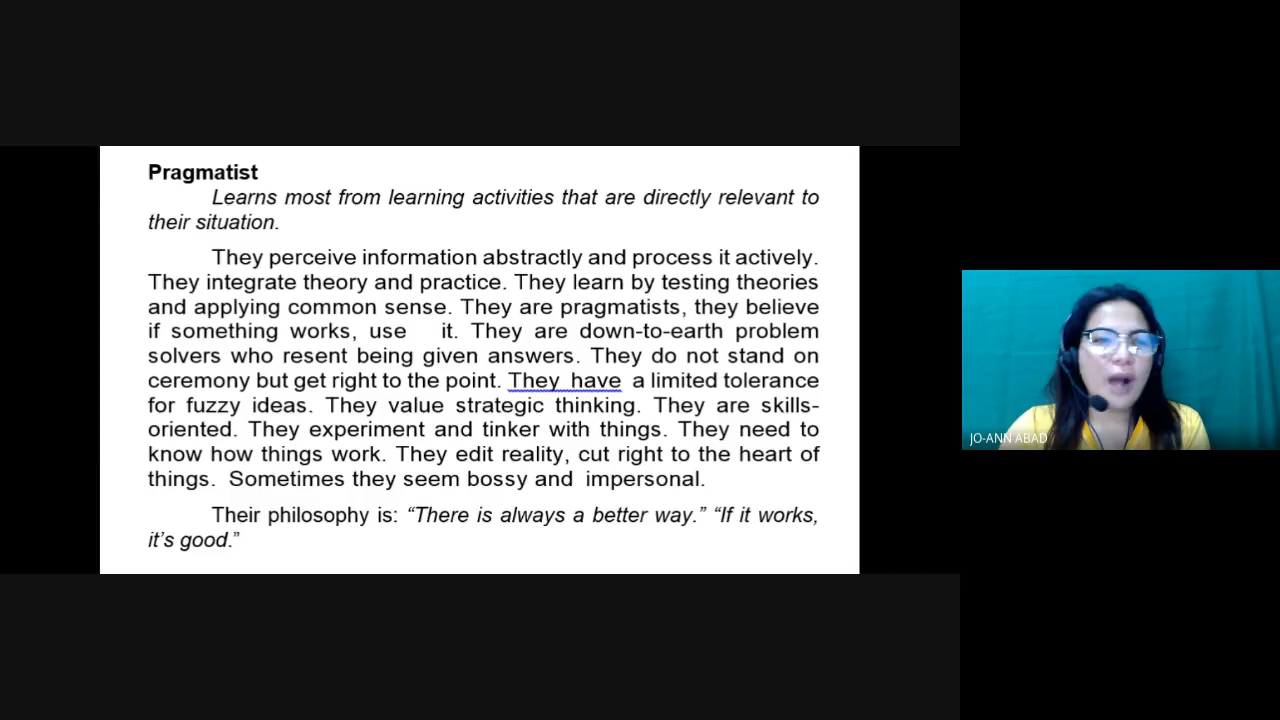 Pragmatist
Learns most from learning activities that are directly relevant to
their situation.
They perceive information abstractly and process it actively.
They integrate theory and practice. They learn by testing theories
and applying common sense. They are pragmatists, they believe
if something works, use it. They are down-to-earth problem
solvers who resent being given answers. They do not stand on
ceremony but get right to the point. They have a limited tolerance
for fuzzy ideas. They value strategic thinking. They are skills-
oriented. They experiment and tinker with things. They need to
know how things work. They edit reality, cut right to the heart of
things. Sometimes they seem bossy and impersonal.
Their philosophy is: “There is always a better way.” “If it works,
it’s good.”
JO-ANN ABAD